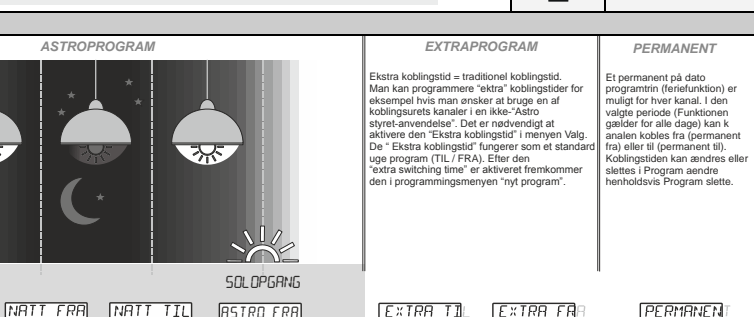 ASTROPROGRAM
EXTRAPROGRAM
PERMANENT
Ekstra koblingstid = traditionel koblingstid.
Man kan programmere “ektra” koblingstider for
eksempel hvis man ønsker at bruge en af
koblingsurets kanaler i en ikke-“Astro
styret-anvendelse”. Det er nødvendigt at
aktivere den “Ekstra koblingstid” i menyen Valg.
De “ Ekstra koblingstid” fungerer som et standard
uge program (TIL / FRA). Efter den
“extra switching time” er aktiveret fremkommer
den i programmingsmenyen “nyt program”.
Et permanent på dato
programtrin (feriefunktion) er
muligt for hver kanal. I den
valgte periode (Funktionen
gælder for alle dage) kan k
analen kobles fra (permanent
fra) eller til (permanent til).
Koblingstiden kan ændres eller
slettes i Program aendre
henholdsvis Program slette.
SOLOPGANG
NATT FRA
NATT TIL
ASTRO FRA
EXTRA TIL
EXTRA FRA
PERMANENT